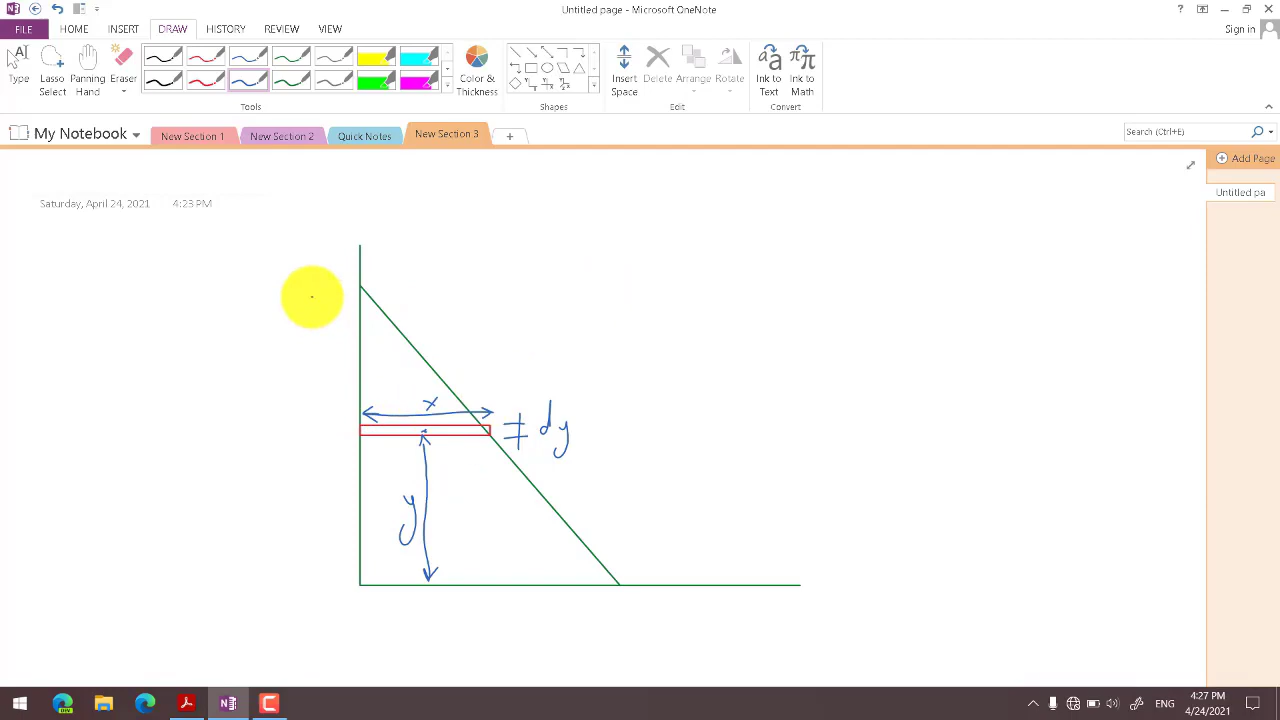 Untitled page - Microsoft OneNote
?
FILE HOME INSERT DRAW HISTORY REVIEW VIEW
Sign in
Type
Lasso Select
Panning Hand
Eraser
Color & Thickness
Insert Space
Delete
Arrange
Rotate
Ink to Text
Ink to Math
Tools Shapes Edit Convert
My Notebook New Section 1 New Section 2 Quick Notes New Section 3 +
Search (Ctrl+E)
Add Page
Untitled pa
Saturday, April 24, 2021 4:23 PM
x
dy
y
ENG
4:27 PM
4/24/2021